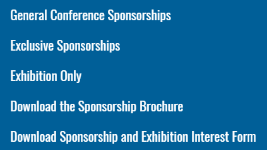 General Conference Sponsorships
Exclusive Sponsorships
Exhibition Only
Download the Sponsorship Brochure
Download Sponsorship and Exhibition Interest Form